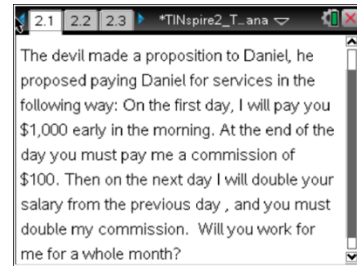 2.1 2.2 2.3 *TINspire2_T...ana
The devil made a proposition to Daniel, he
proposed paying Daniel for services in the
following way: On the first day, I will pay you
$1,000 early in the morning. At the end of the
day you must pay me a commission of
$100. Then on the next day I will double your
salary from the previous day , and you must
double my commission.  Will you work for
me for a whole month?